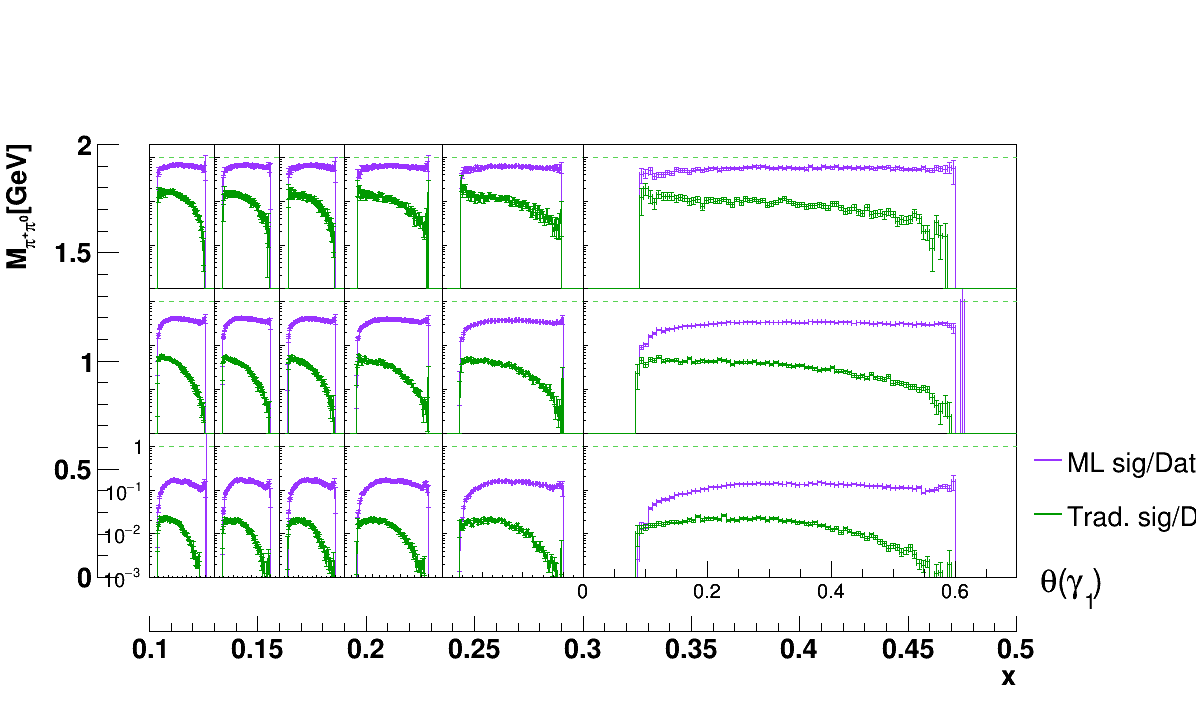 M_{π⁺π⁰}[GeV]
2
1.5
1
0.5
0
1
10⁻¹
10⁻²
10⁻³
ML sig/Dat
Trad. sig/D
0 0.2 0.4 0.6
θ(γ₁)
0.1 0.15 0.2 0.25 0.3 0.35 0.4 0.45 0.5
x